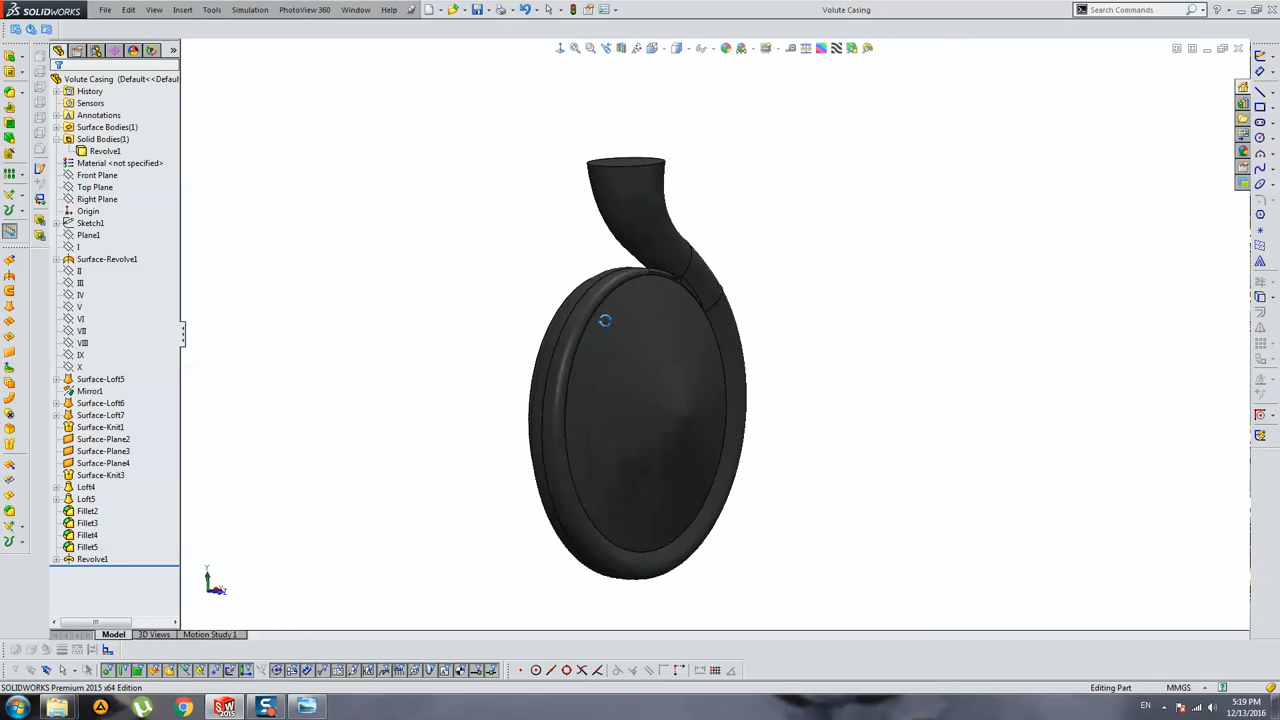 SOLIDWORKS File Edit View Insert Tools Simulation PhotoView 360 Window Help Volute Casing Search Commands
Volute Casing (Default<<Defaul
History
Sensors
Annotations
Surface Bodies(1)
Solid Bodies(1)
Revolve1
Material <not specified>
Front Plane
Top Plane
Right Plane
Origin
Sketch1
Plane1
I
Surface-Revolve1
II
III
IV
V
VI
VII
VIII
IX
X
Surface-Loft5
Mirror1
Surface-Loft6
Surface-Loft7
Surface-Knit1
Surface-Plane2
Surface-Plane3
Surface-Plane4
Surface-Knit3
Loft4
Loft5
Fillet2
Fillet3
Fillet4
Fillet5
Revolve1
Y
Z
Model 3D Views Motion Study 1
SOLIDWORKS Premium 2015 x64 Edition Editing Part MMGS
EN 5:19 PM
12/13/2016